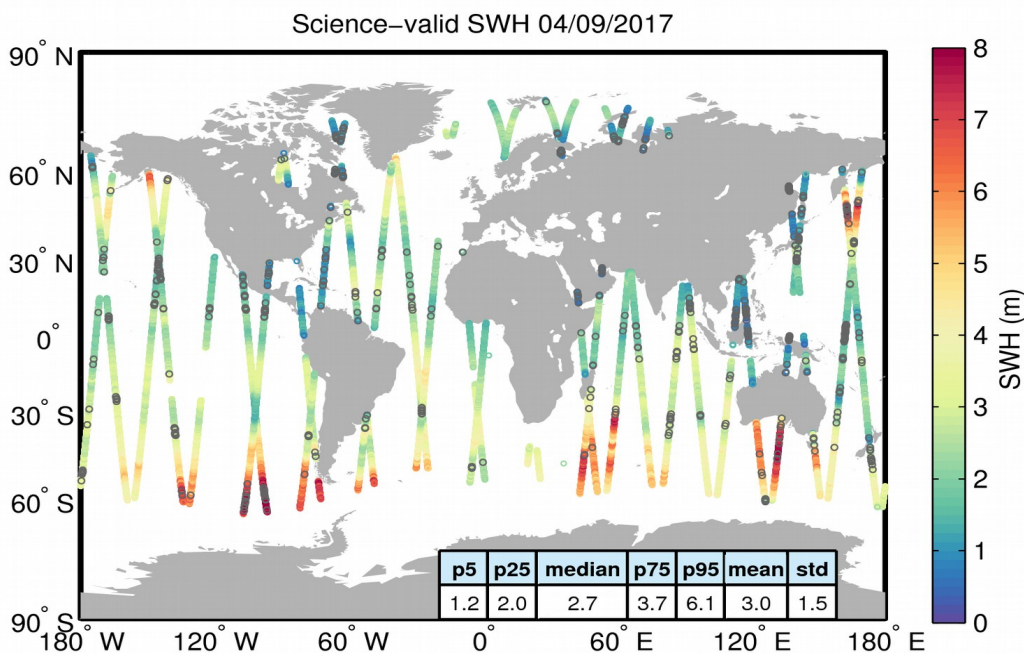 Science−valid SWH 04/09/2017
90° N
60° N
30° N
0°
30° S
60° S
90° S
180° W
120° W
60° W
0°
60° E
120° E
180° E
p5 p25 median p75 p95 mean std
1.2 2.0 2.7 3.7 6.1 3.0 1.5
8
7
6
5
4
3
2
1
0
SWH (m)